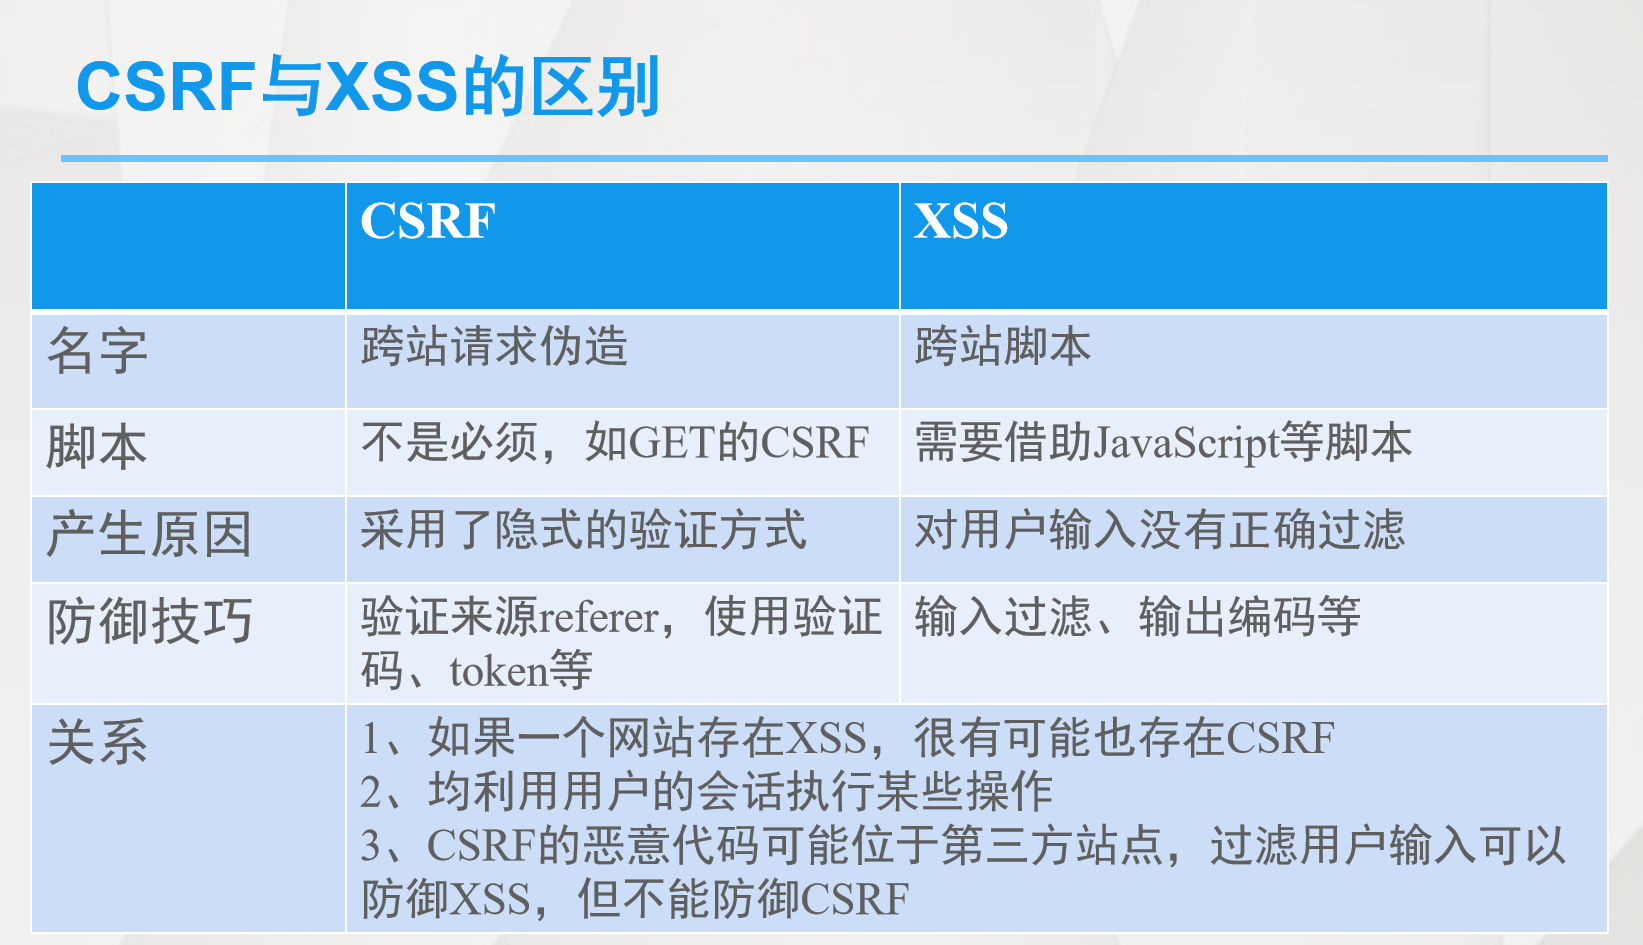 CSRF与XSS的区别
CSRF
XSS
名字
跨站请求伪造
跨站脚本
脚本
不是必须，如GET的CSRF
需要借助JavaScript等脚本
产生原因
采用了隐式的验证方式
对用户输入没有正确过滤
防御技巧
验证来源referer，使用验证
码、token等
输入过滤、输出编码等
关系
1、如果一个网站存在XSS，很有可能也存在CSRF
2、均利用用户的会话执行某些操作
3、CSRF的恶意代码可能位于第三方站点，过滤用户输入可以
防御XSS，但不能防御CSRF